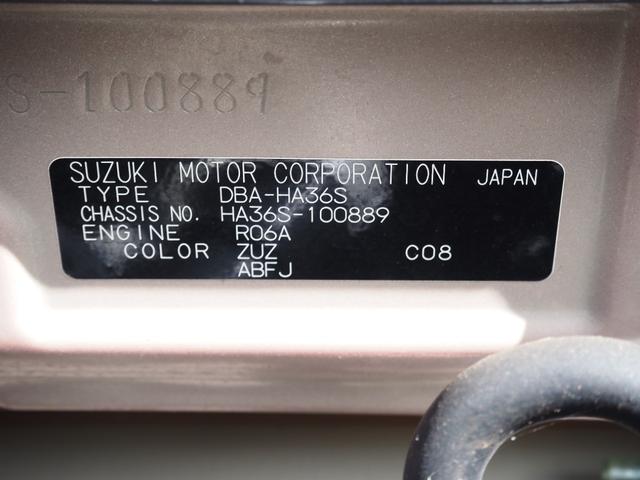 S-100889
SUZUKI MOTOR CORPORATION JAPAN
TYPE DBA-HA36S
CHASSIS NO. HA36S-100889
ENGINE R06A
COLOR ZUZ C08
ABFJ